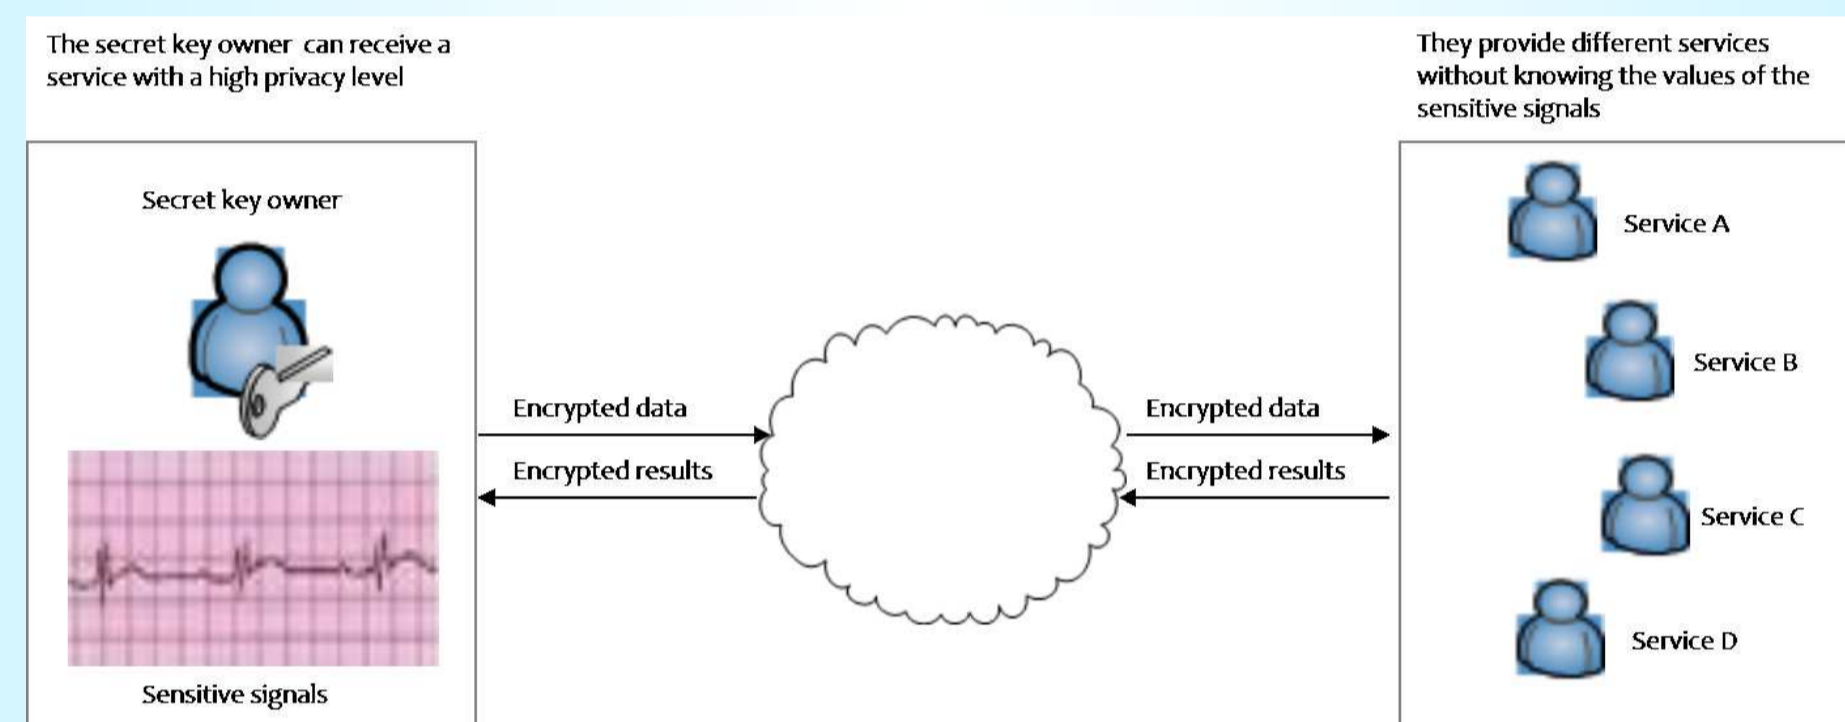 The secret key owner can receive a
service with a high privacy level
They provide different services
without knowing the values of the
sensitive signals
Secret key owner
Sensitive signals
Encrypted data
Encrypted results
Encrypted data
Encrypted results
Service A
Service B
Service C
Service D